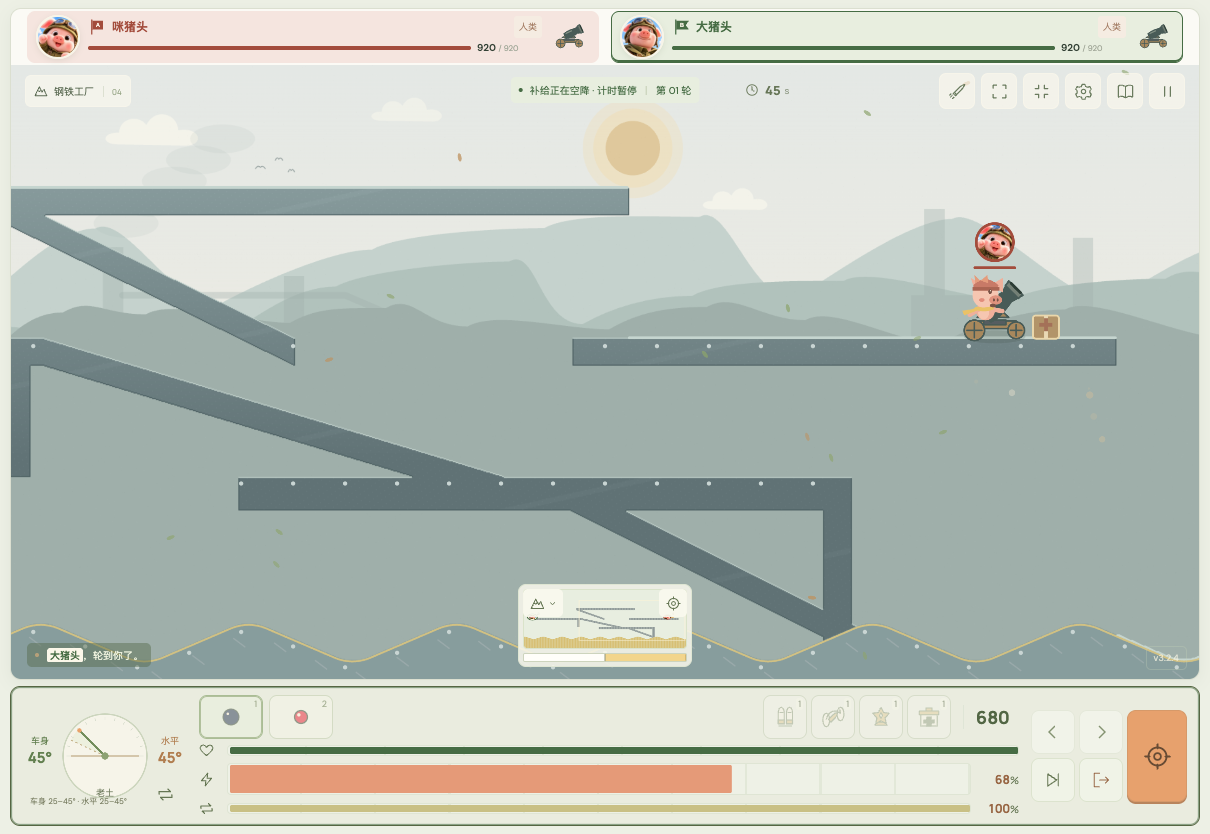 咪猪头
人类
920 / 920
大猪头
人类
920 / 920
钢铁工厂
04
补给正在空降 · 计时暂停
第 01 轮
45 s
大猪头，轮到你了。
v3.2.4
车身
45°
水平
45°
老土
车身 25–45° · 水平 25–45°
1
2
1
1
1
1
680
68%
100%